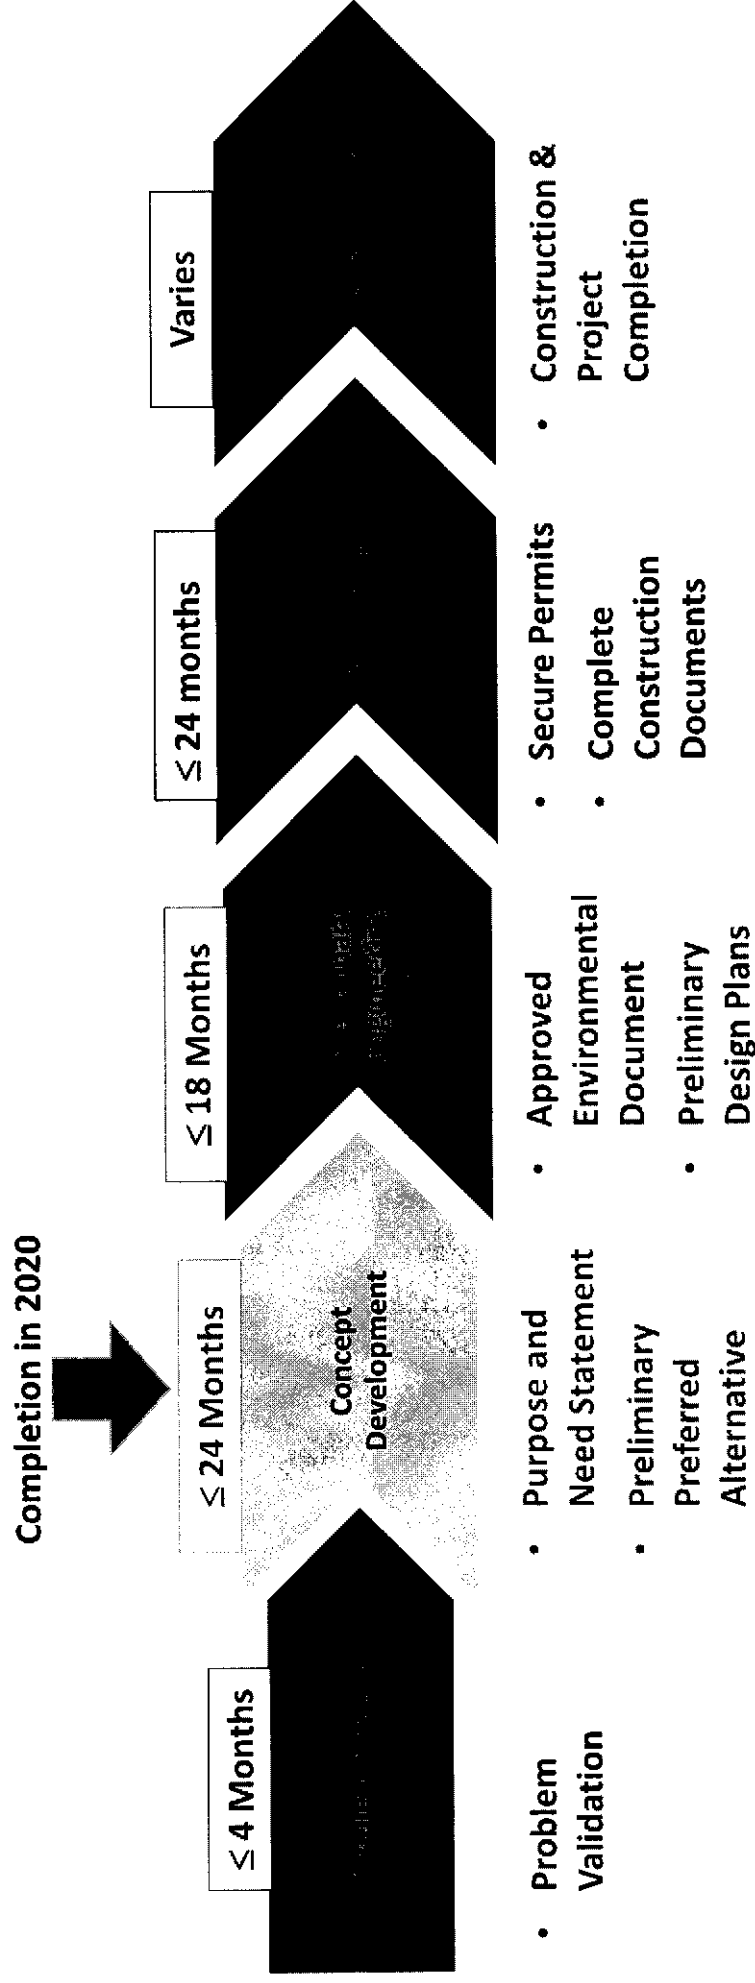 Completion in 2020
≤ 4 Months
≤ 24 Months
≤ 18 Months
≤ 24 months
Varies
Concept
Development
• Problem
Validation
• Purpose and
Need Statement
• Preliminary
Preferred
Alternative
• Approved
Environmental
Document
• Preliminary
Design Plans
• Secure Permits
• Complete
Construction
Documents
• Construction &
Project
Completion